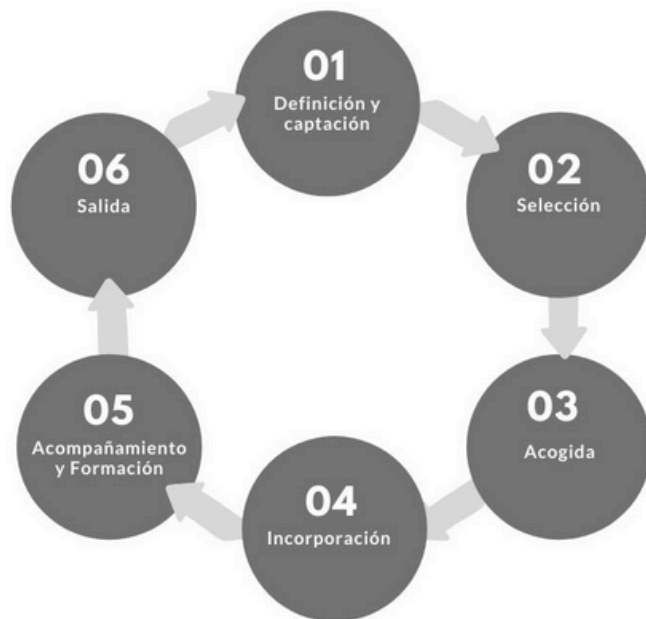 01
Definición y
captación
02
Selección
03
Acogida
04
Incorporación
05
Acompañamiento
y Formación
06
Salida